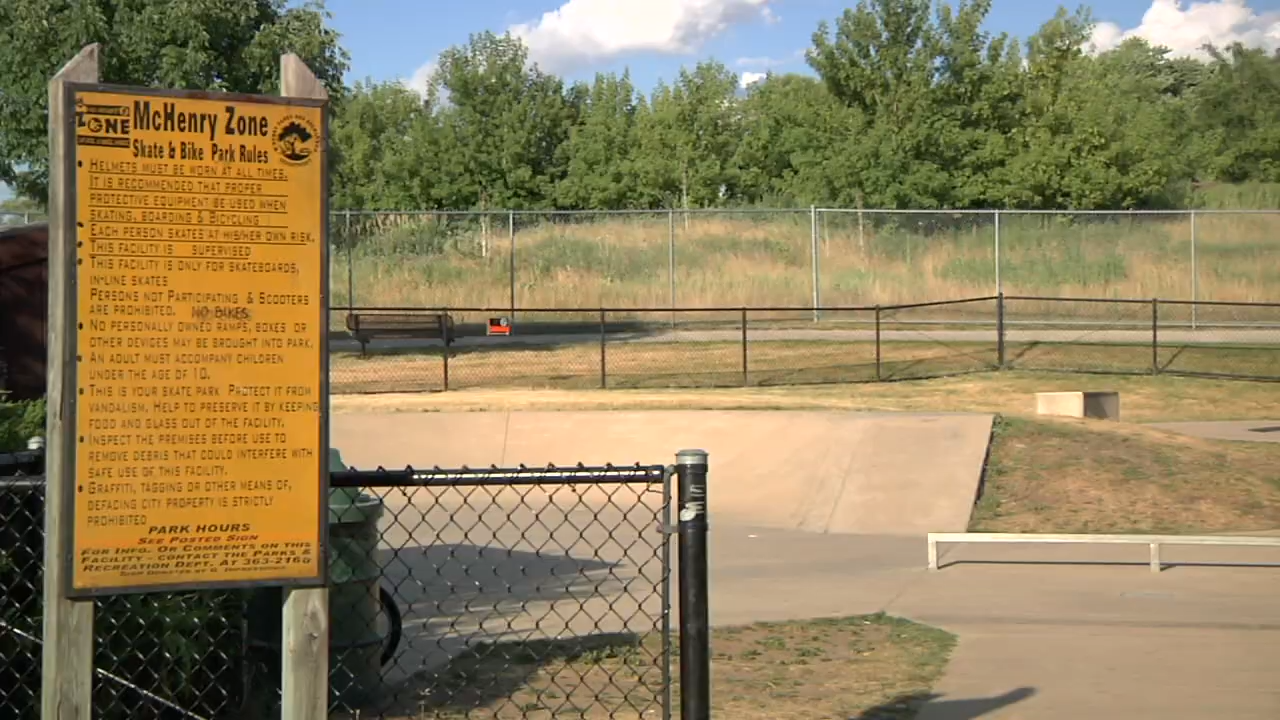 ZONE
McHenry Zone
Skate & Bike Park Rules
• Helmets must be worn at all times.
It is recommended that proper
protective equipment be used when
skating, boarding & bicycling
• Each person skates at his/her own risk.
• This facility is supervised
• This facility is only for skateboards,
in-line skates
Persons not Participating & Scooters
are prohibited. NO BIKES
• No personally owned ramps, boxes or
other devices may be brought into park.
• An adult must accompany children
under the age of 10.
• This is your skate park Protect it from
vandalism. Help to preserve it by keeping
food and glass out of the facility.
• Inspect the premises before use to
remove debris that could interfere with
safe use of this facility.
• Graffiti, tagging or other means of,
defacing city property is strictly
prohibited
PARK HOURS
See Posted Sign
For Info. Or Comments on this
Facility - contact the Parks &
Recreation Dept. At 363-2160